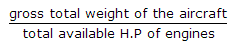 gross total weight of the aircraft
total available H.P of engines